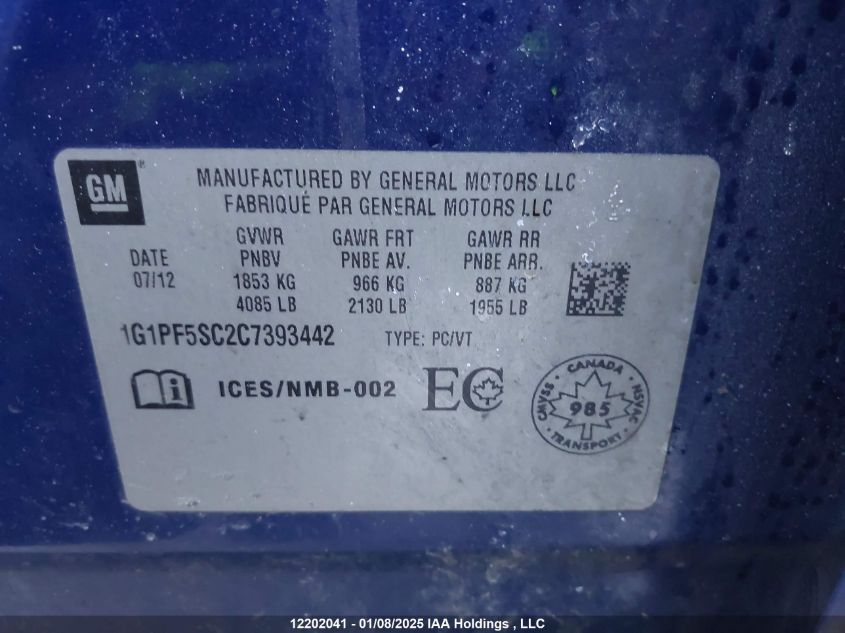 GM®
MANUFACTURED BY GENERAL MOTORS LLC
FABRIQUÉ PAR GENERAL MOTORS LLC
DATE
07/12
GVWR
PNBV
1853 KG
4085 LB
GAWR FRT
PNBE AV.
966 KG
2130 LB
GAWR RR
PNBE ARR.
887 KG
1955 LB
1G1PF5SC2C7393442 TYPE: PC/VT
i ICES/NMB-002 EC
CANADA
CMVSS 985 NSVAC
TRANSPORT
12202041 - 01/08/2025 IAA Holdings , LLC